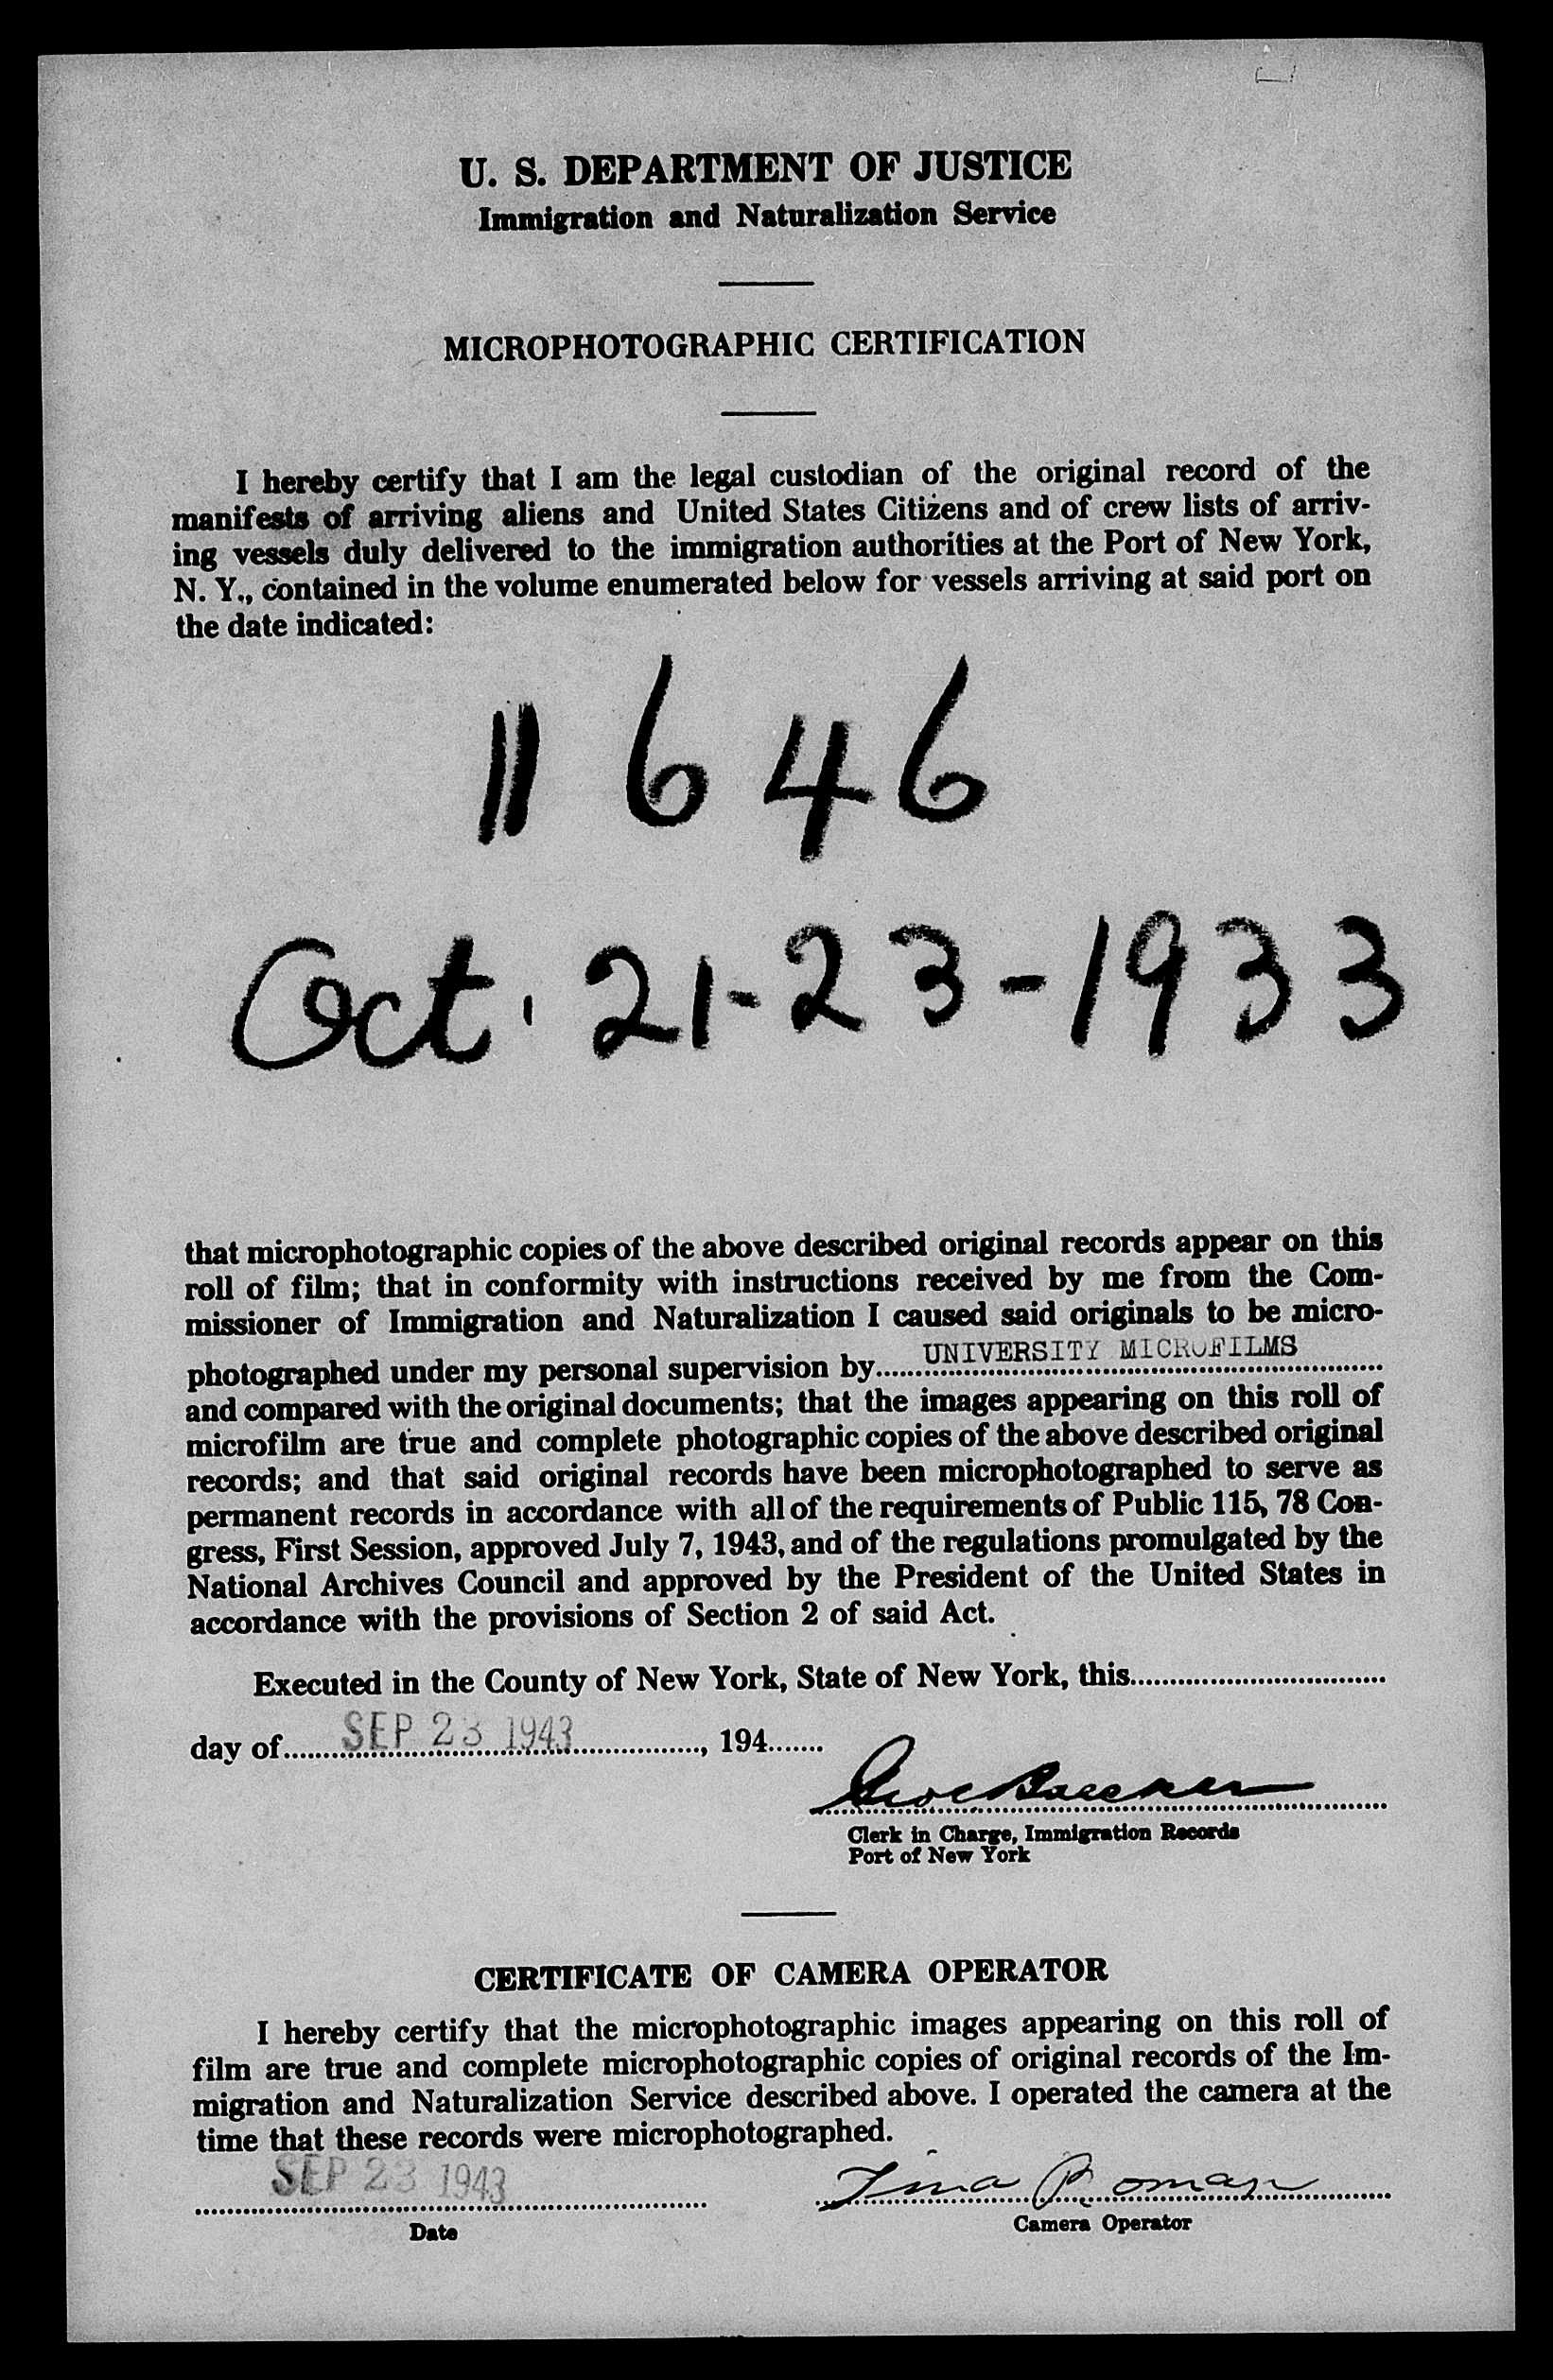 U. S. DEPARTMENT OF JUSTICE
Immigration and Naturalization Service
MICROPHOTOGRAPHIC CERTIFICATION
I hereby certify that I am the legal custodian of the original record of the
manifests of arriving aliens and United States Citizens and of crew lists of arriv-
ing vessels duly delivered to the immigration authorities at the Port of New York,
N. Y., contained in the volume enumerated below for vessels arriving at said port on
the date indicated:
11646
Oct. 21-23-1933
that microphotographic copies of the above described original records appear on this
roll of film; that in conformity with instructions received by me from the Com-
missioner of Immigration and Naturalization I caused said originals to be micro-
photographed under my personal supervision by UNIVERSITY MICROFILMS
and compared with the original documents; that the images appearing on this roll of
microfilm are true and complete photographic copies of the above described original
records; and that said original records have been microphotographed to serve as
permanent records in accordance with all of the requirements of Public 115, 78 Con-
gress, First Session, approved July 7, 1943, and of the regulations promulgated by the
National Archives Council and approved by the President of the United States in
accordance with the provisions of Section 2 of said Act.
Executed in the County of New York, State of New York, this
day of SEP 23 1943, 194
Clerk in Charge, Immigration Records
Port of New York
CERTIFICATE OF CAMERA OPERATOR
I hereby certify that the microphotographic images appearing on this roll of
film are true and complete microphotographic copies of original records of the Im-
migration and Naturalization Service described above. I operated the camera at the
time that these records were microphotographed.
SEP 23 1943 Roman
Date Camera Operator